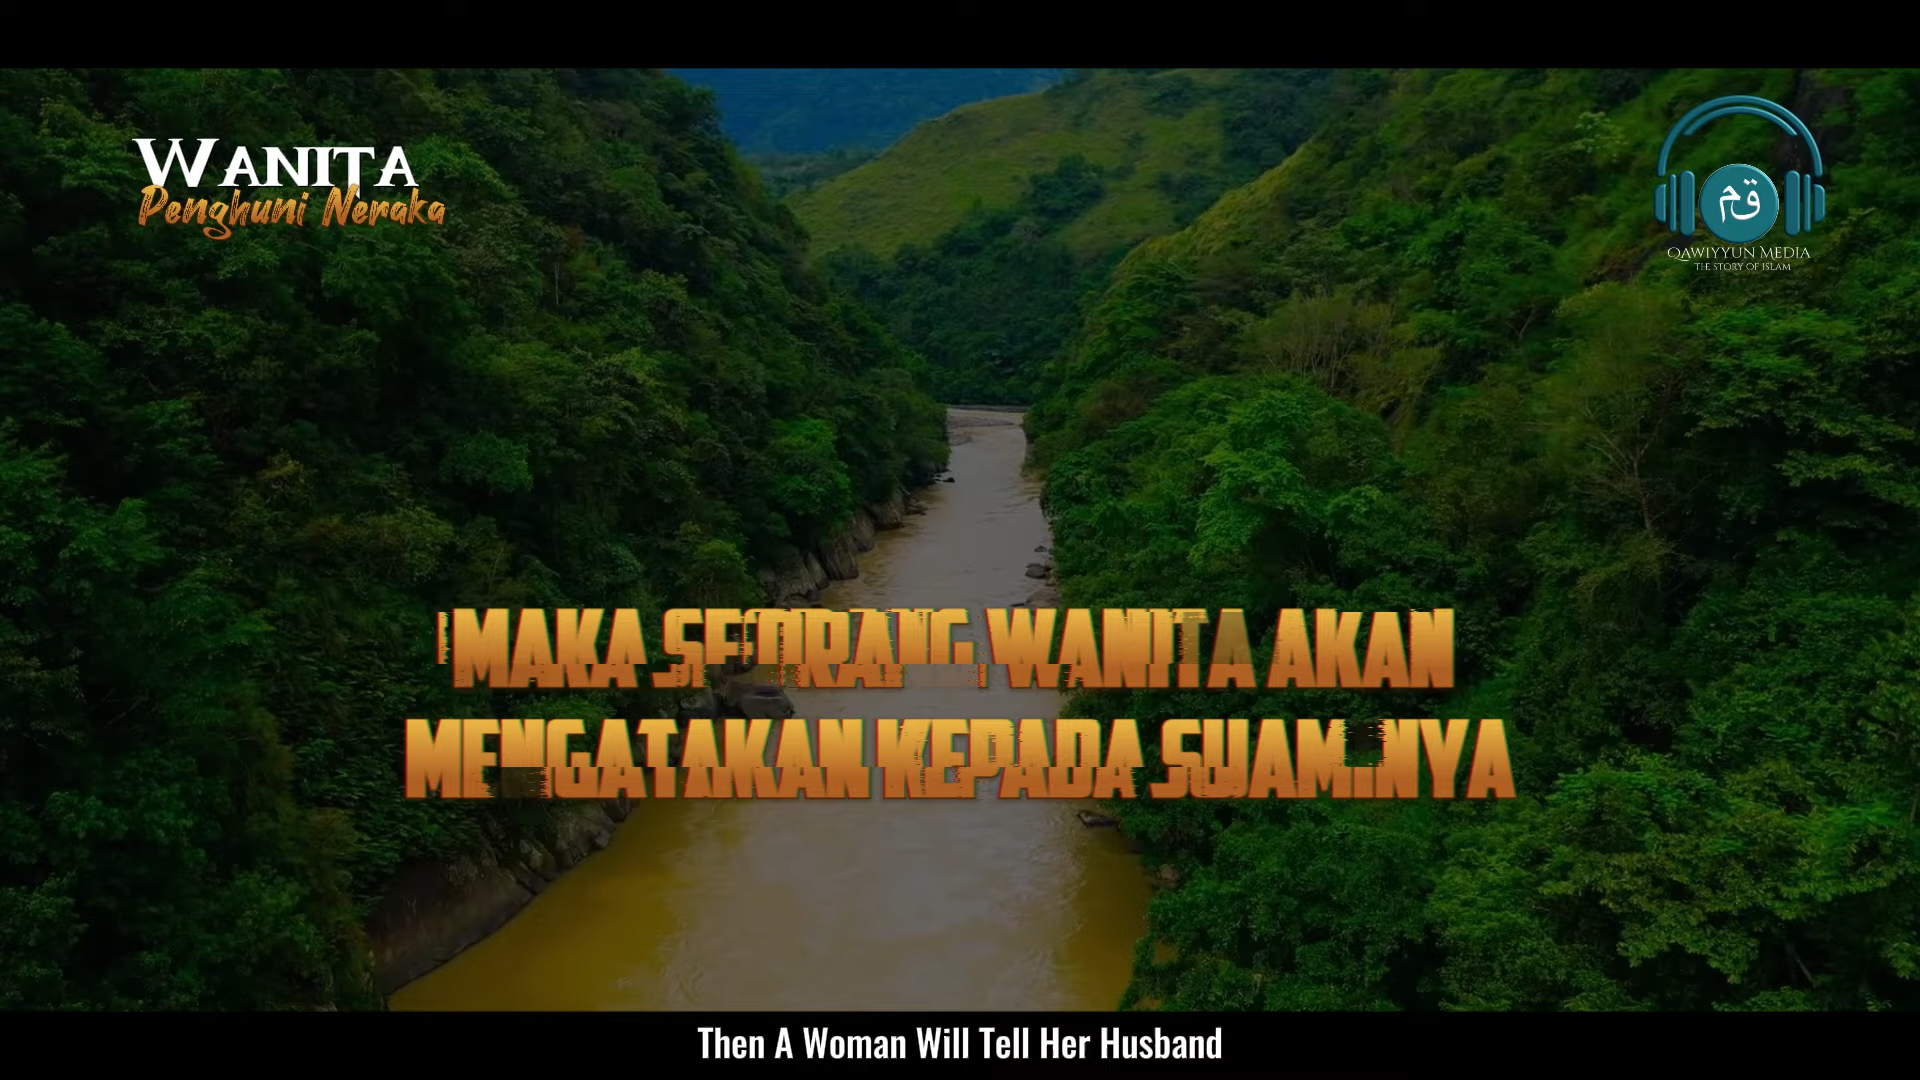 WANITA
Penghuni Neraka
قم
QAWIYYUN MEDIA
THE STORY OF ISLAM
MAKA SEORANG WANITA AKAN
MENGATAKAN KEPADA SUAMINYA
Then A Woman Will Tell Her Husband